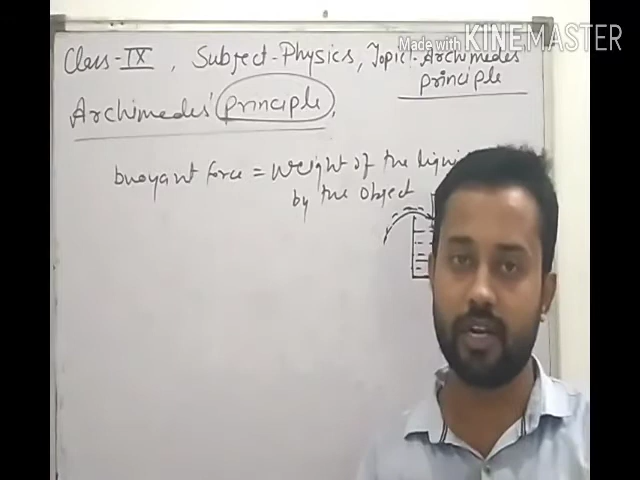 Made with KINEMASTER
Class-IX, Subject-Physics, Topic-Archimedes
principle
Archimedes' principle.
buoyant force = weight of the
by the object